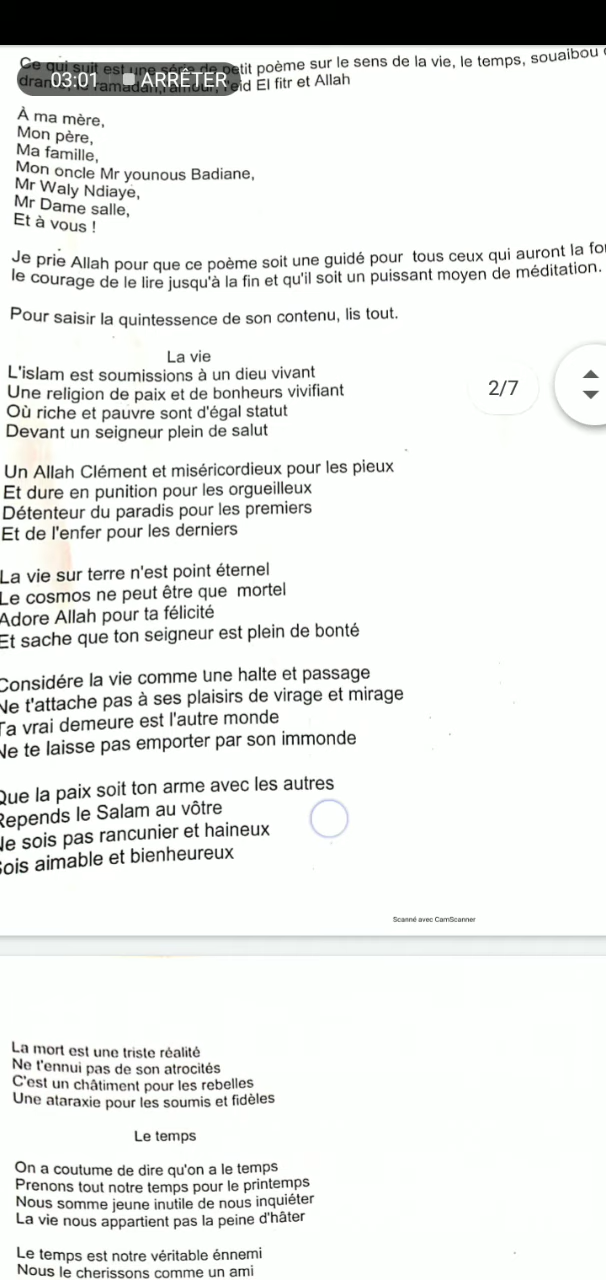 Ce qui suit est une série de petit poème sur le sens de la vie, le temps, souaibou
03:01 ARRÊTER
dran ramadan, l'amour, l'eid El fitr et Allah
À ma mère,
Mon père,
Ma famille,
Mon oncle Mr younous Badiane,
Mr Waly Ndiaye,
Mr Dame salle,
Et à vous !
Je prie Allah pour que ce poème soit une guidé pour tous ceux qui auront la fo
le courage de le lire jusqu'à la fin et qu'il soit un puissant moyen de méditation.
Pour saisir la quintessence de son contenu, lis tout.
La vie
L'islam est soumissions à un dieu vivant
Une religion de paix et de bonheurs vivifiant
2/7
Où riche et pauvre sont d'égal statut
Devant un seigneur plein de salut
Un Allah Clément et miséricordieux pour les pieux
Et dure en punition pour les orgueilleux
Détenteur du paradis pour les premiers
Et de l'enfer pour les derniers
La vie sur terre n'est point éternel
Le cosmos ne peut être que mortel
Adore Allah pour ta félicité
Et sache que ton seigneur est plein de bonté
Considére la vie comme une halte et passage
Ne t'attache pas à ses plaisirs de virage et mirage
Ta vrai demeure est l'autre monde
Ne te laisse pas emporter par son immonde
Que la paix soit ton arme avec les autres
Repends le Salam au vôtre
Ne sois pas rancunier et haineux
Sois aimable et bienheureux
Scanné avec CamScanner
La mort est une triste réalité
Ne t'ennui pas de son atrocités
C'est un châtiment pour les rebelles
Une ataraxie pour les soumis et fidèles
Le temps
On a coutume de dire qu'on a le temps
Prenons tout notre temps pour le printemps
Nous somme jeune inutile de nous inquiéter
La vie nous appartient pas la peine d'hâter
Le temps est notre véritable énnemi
Nous le cherissons comme un ami